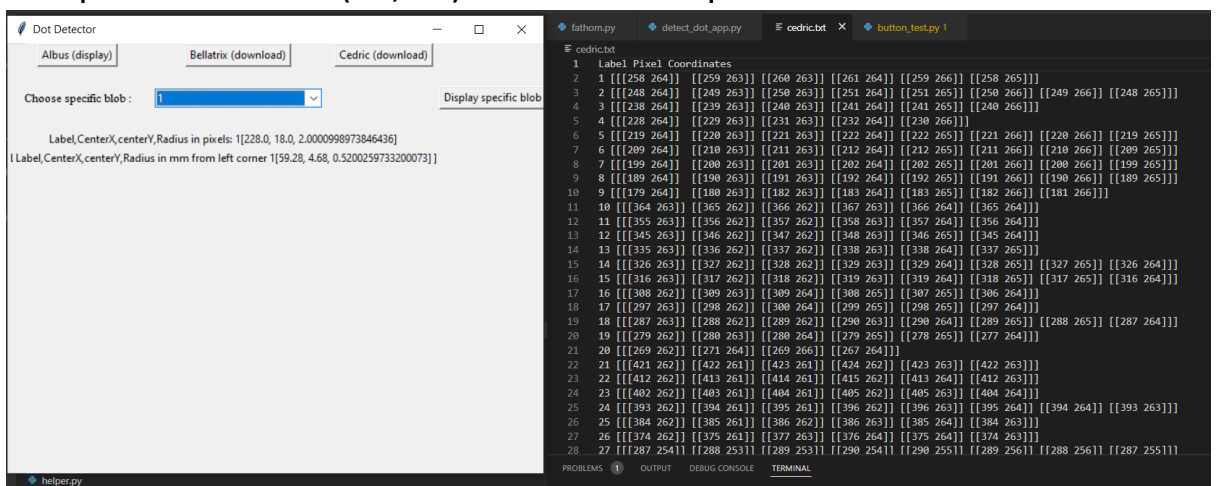 Dot Detector
Albus (display) Bellatrix (download) Cedric (download)
Choose specific blob : 1 Display specific blob
Label,CenterX,centerY,Radius in pixels: 1[228.0, 18.0, 2.0000998973846436]
l Label,CenterX,centerY,Radius in mm from left corner 1[59.28, 4.68, 0.5200259733200073] ]
helper.py
fathom.py detect_dot_app.py cedric.txt X button_test.py 1
cedric.txt
1 Label Pixel Coordinates
2 1 [[[258 264]] [[259 263]] [[260 263]] [[261 264]] [[259 266]] [[258 265]]]
3 2 [[[248 264]] [[249 263]] [[250 263]] [[251 264]] [[251 265]] [[250 266]] [[249 266]] [[248 265]]]
4 3 [[[238 264]] [[239 263]] [[240 263]] [[241 264]] [[241 265]] [[240 266]]]
5 4 [[[228 264]] [[229 263]] [[231 263]] [[232 264]] [[230 266]]]
6 5 [[[219 264]] [[220 263]] [[221 263]] [[222 264]] [[222 265]] [[221 266]] [[220 266]] [[219 265]]]
7 6 [[[209 264]] [[210 263]] [[211 263]] [[212 264]] [[212 265]] [[211 266]] [[210 266]] [[209 265]]]
8 7 [[[199 264]] [[200 263]] [[201 263]] [[202 264]] [[202 265]] [[201 266]] [[200 266]] [[199 265]]]
9 8 [[[189 264]] [[190 263]] [[191 263]] [[192 264]] [[192 265]] [[191 266]] [[190 266]] [[189 265]]]
10 9 [[[179 264]] [[180 263]] [[182 263]] [[183 264]] [[183 265]] [[182 266]] [[181 266]]]
11 10 [[[364 263]] [[365 262]] [[366 262]] [[367 263]] [[366 264]] [[365 264]]]
12 11 [[[355 263]] [[356 262]] [[357 262]] [[358 263]] [[357 264]] [[356 264]]]
13 12 [[[345 263]] [[346 262]] [[347 262]] [[348 263]] [[346 265]] [[345 264]]]
14 13 [[[335 263]] [[336 262]] [[337 262]] [[338 263]] [[338 264]] [[337 265]]]
15 14 [[[326 263]] [[327 262]] [[328 262]] [[329 263]] [[329 264]] [[328 265]] [[327 265]] [[326 264]]]
16 15 [[[316 263]] [[317 262]] [[318 262]] [[319 263]] [[319 264]] [[318 265]] [[317 265]] [[316 264]]]
17 16 [[[308 262]] [[309 263]] [[309 264]] [[308 265]] [[307 265]] [[306 264]]]
18 17 [[[297 263]] [[298 262]] [[300 264]] [[299 265]] [[298 265]] [[297 264]]]
19 18 [[[287 263]] [[288 262]] [[289 262]] [[290 263]] [[290 264]] [[289 265]] [[288 265]] [[287 264]]]
20 19 [[[279 262]] [[280 263]] [[280 264]] [[279 265]] [[278 265]] [[277 264]]]
21 20 [[[269 262]] [[271 264]] [[269 266]] [[267 264]]]
22 21 [[[421 262]] [[422 261]] [[423 261]] [[424 262]] [[423 263]] [[422 263]]]
23 22 [[[412 262]] [[413 261]] [[414 261]] [[415 262]] [[413 264]] [[412 263]]]
24 23 [[[402 262]] [[403 261]] [[404 261]] [[405 262]] [[405 263]] [[404 264]]]
25 24 [[[393 262]] [[394 261]] [[395 261]] [[396 262]] [[396 263]] [[395 264]] [[394 264]] [[393 263]]]
26 25 [[[384 262]] [[385 261]] [[386 262]] [[386 263]] [[385 264]] [[384 263]]]
27 26 [[[374 262]] [[375 261]] [[377 263]] [[376 264]] [[375 264]] [[374 263]]]
28 27 [[[287 254]] [[288 253]] [[289 253]] [[290 254]] [[290 255]] [[289 256]] [[288 256]] [[287 255]]]
PROBLEMS 1 OUTPUT DEBUG CONSOLE TERMINAL